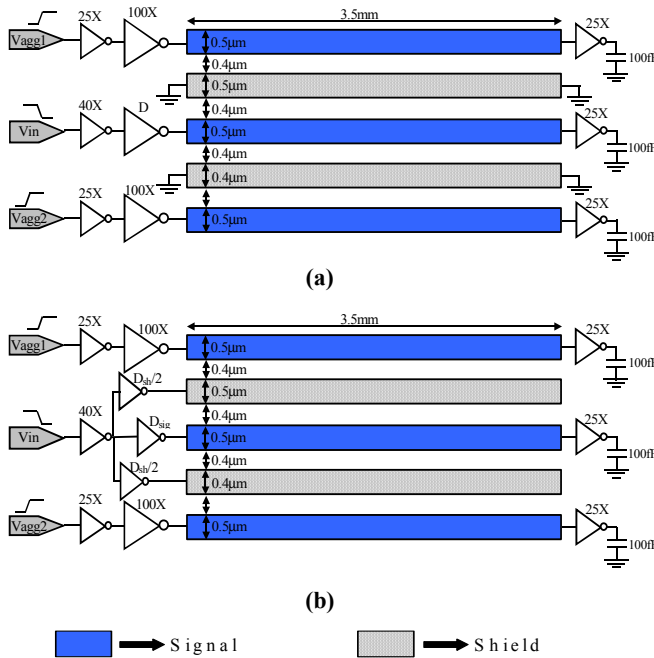 3.5mm
25X
100X
Vagg1
0.5μm
25X
100fF
0.4μm
0.5μm
0.4μm
40X
D
Vin
0.5μm
25X
100fF
0.4μm
0.4μm
25X
100X
Vagg2
0.5μm
25X
100fF
(a)
3.5mm
25X
100X
Vagg1
0.5μm
25X
100fF
0.4μm
Dsh/2
0.5μm
0.4μm
40X
Dsig
Vin
0.5μm
25X
100fF
0.4μm
Dsh/2
0.4μm
25X
100X
Vagg2
0.5μm
25X
100fF
(b)
Signal
Shield